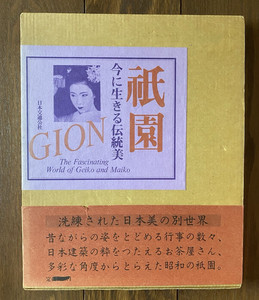 祇園
今に生きる伝統美
日本交通公社
GION
The Fascinating
World of Geiko and Maiko
洗練された日本美の別世界
昔ながらの姿をとどめる行事の数々、
日本建築の粋をつたえるお茶屋さん、
多彩な角度からとらえた昭和の祇園。